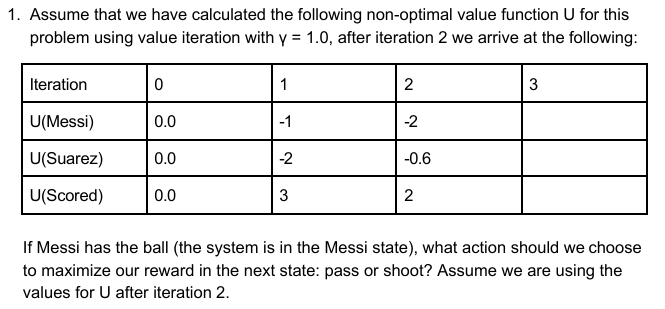 1. Assume that we have calculated the following non-optimal value function U for this
problem using value iteration with γ = 1.0, after iteration 2 we arrive at the following:
Iteration 0 1 2 3
U(Messi) 0.0 -1 -2
U(Suarez) 0.0 -2 -0.6
U(Scored) 0.0 3 2
If Messi has the ball (the system is in the Messi state), what action should we choose
to maximize our reward in the next state: pass or shoot? Assume we are using the
values for U after iteration 2.